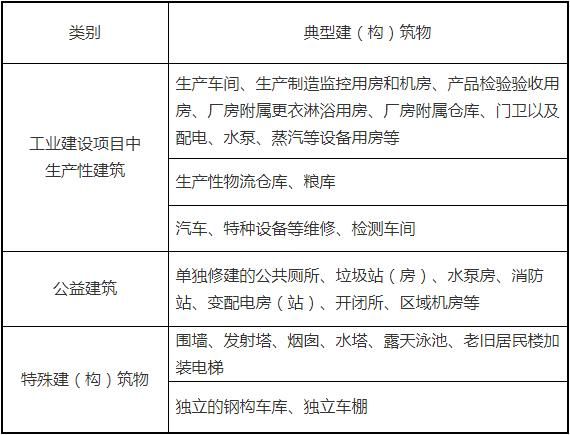 类别
典型建（构）筑物
工业建设项目中
生产性建筑
生产车间、生产制造监控用房和机房、产品检验验收用
房、厂房附属更衣淋浴用房、厂房附属仓库、门卫以及
配电、水泵、蒸汽等设备用房等
生产性物流仓库、粮库
汽车、特种设备等维修、检测车间
公益建筑
单独修建的公共厕所、垃圾站（房）、水泵房、消防
站、变配电房（站）、开闭所、区域机房等
特殊建（构）筑物
围墙、发射塔、烟囱、水塔、露天泳池、老旧居民楼加
装电梯
独立的钢构车库、独立车棚